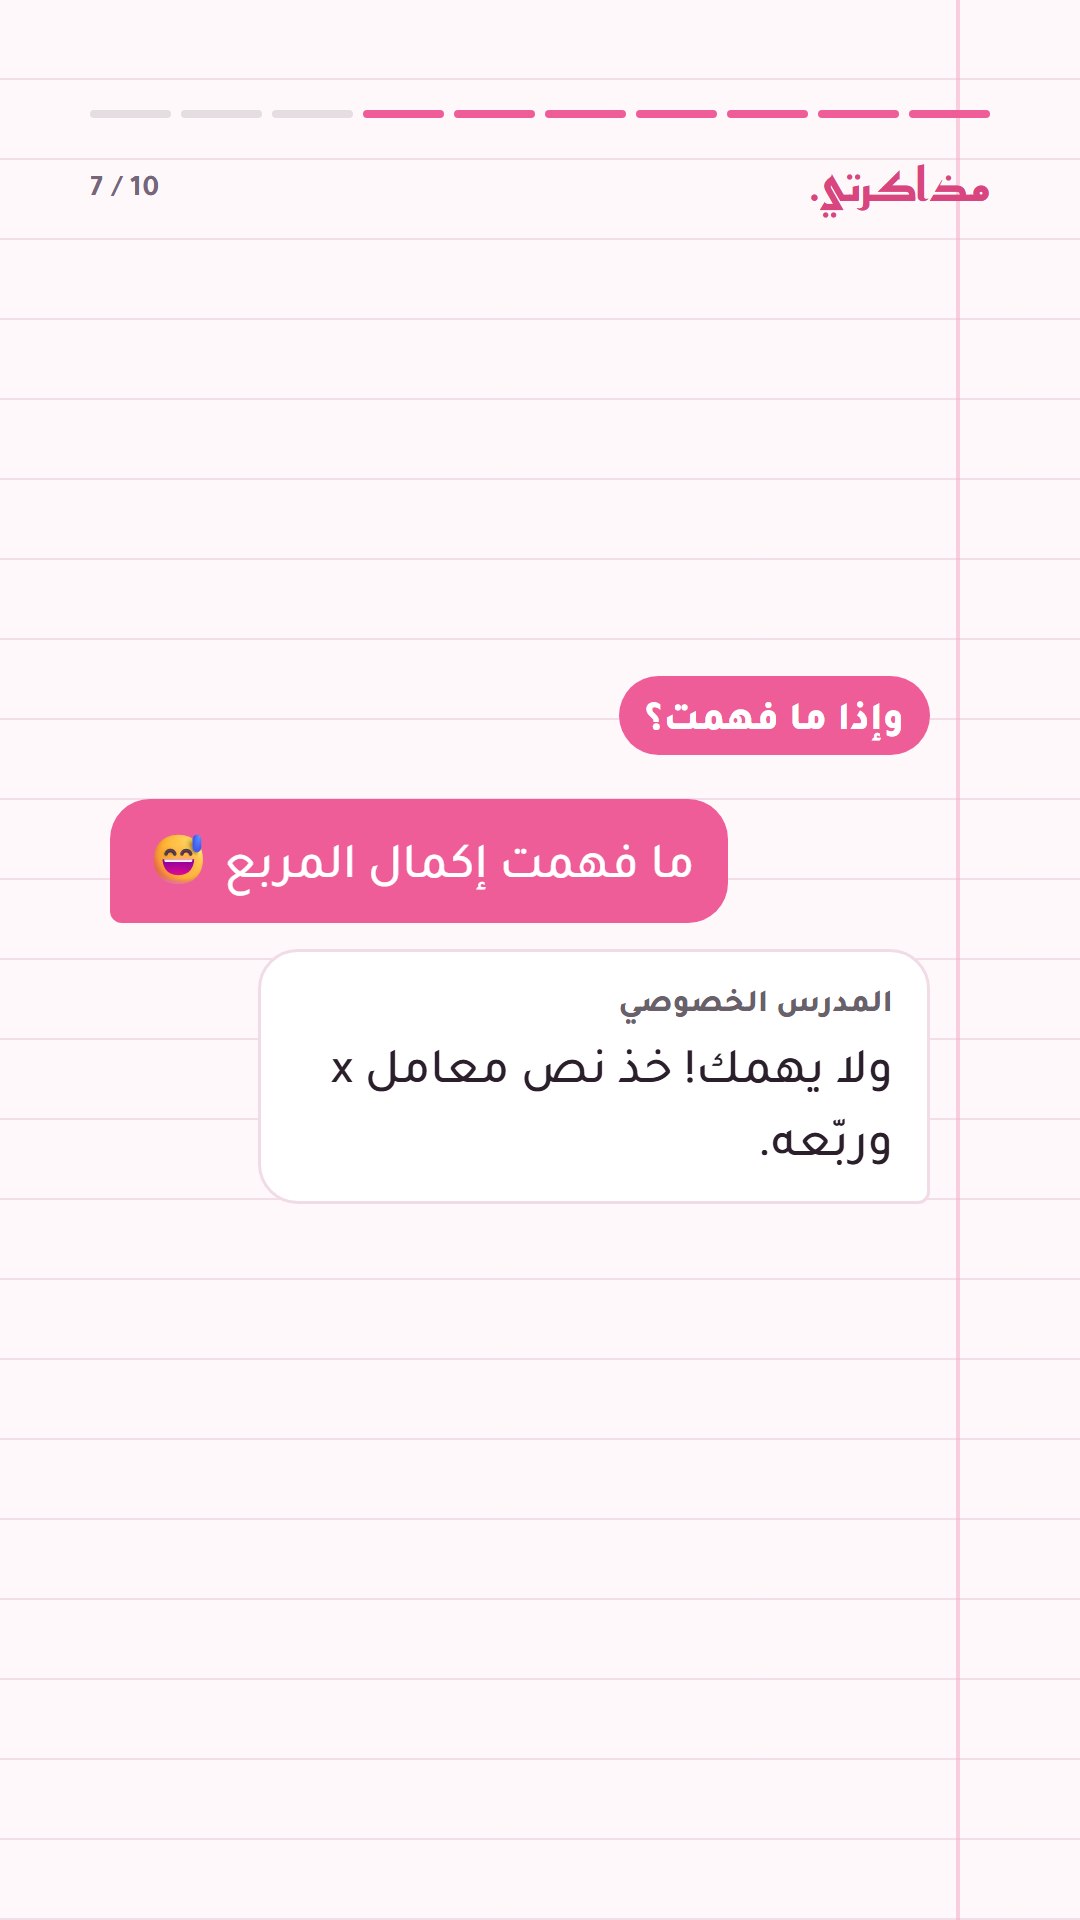 7 / 10
مذاكرتي.
وإذا ما فهمت؟
ما فهمت إكمال المربع 😅
المدرس الخصوصي
ولا يهمك! خذ نص معامل x
وربّعه.